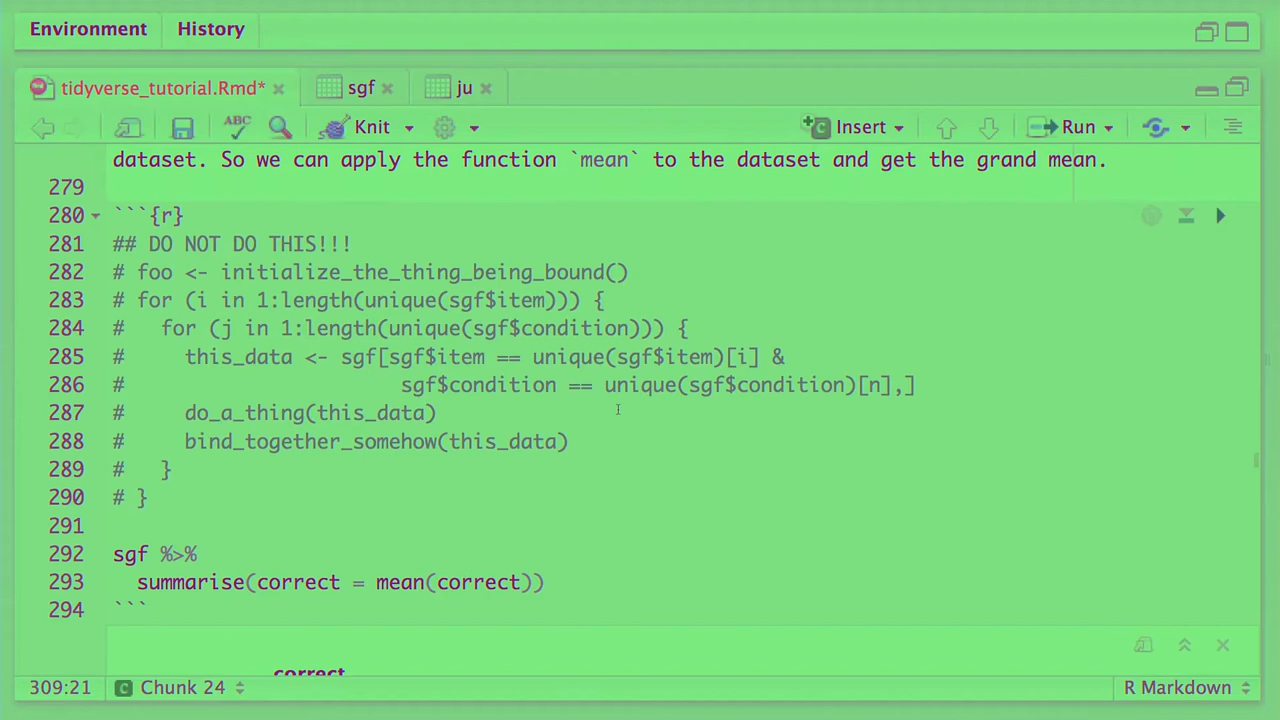 Environment History
tidyverse_tutorial.Rmd* sgf ju
ABC Knit Insert Run
dataset. So we can apply the function `mean` to the dataset and get the grand mean.
279
280 ```{r}
281 ## DO NOT DO THIS!!!
282 # foo <- initialize_the_thing_being_bound()
283 # for (i in 1:length(unique(sgf$item))) {
284 #   for (j in 1:length(unique(sgf$condition))) {
285 #     this_data <- sgf[sgf$item == unique(sgf$item)[i] &
286 #                       sgf$condition == unique(sgf$condition)[n],]
287 #     do_a_thing(this_data)
288 #     bind_together_somehow(this_data)
289 #   }
290 # }
291
292 sgf %>%
293   summarise(correct = mean(correct))
294 ```
correct
309:21 C Chunk 24 R Markdown